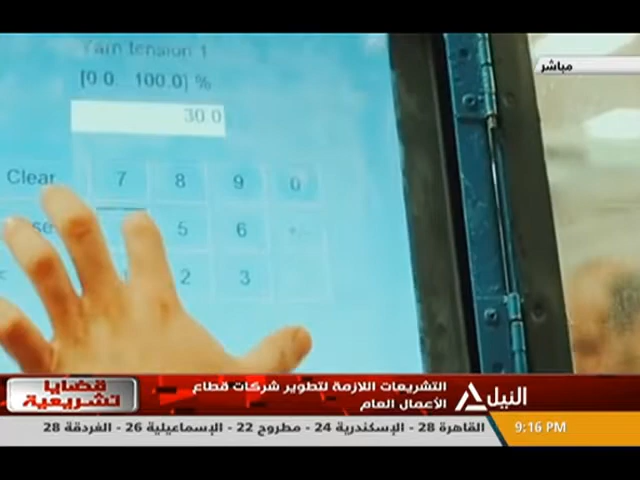 Yarn tension 1
[0.0...100.0] %
30.0
Clear 7 8 9 0
se 5 6 +/-
< 2 3
مباشر
قضايا
تشريعية
التشريعات اللازمة لتطوير شركات قطاع
الأعمال العام
النيل
القاهرة 28 - الإسكندرية 24 - مطروح 22 - الإسماعيلية 26 - الغردقة 28
9:16 PM